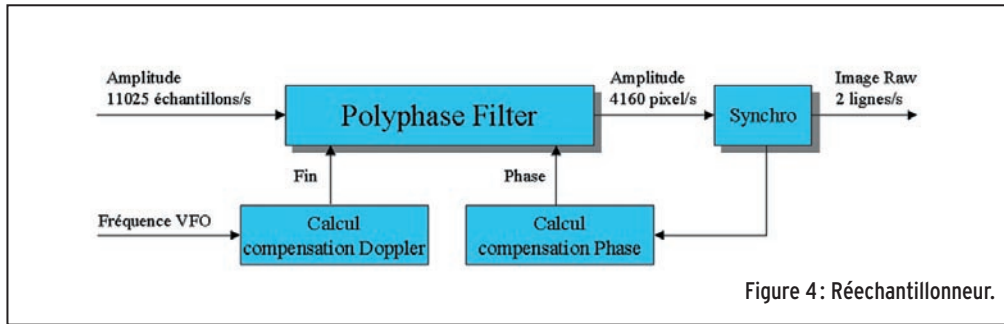 Amplitude
11025 échantillons/s
Polyphase Filter
Amplitude
4160 pixel/s
Synchro
Image Raw
2 lignes/s
Fin
Phase
Fréquence VFO
Calcul
compensation Doppler
Calcul
compensation Phase
Figure 4 : Réechantillonneur.